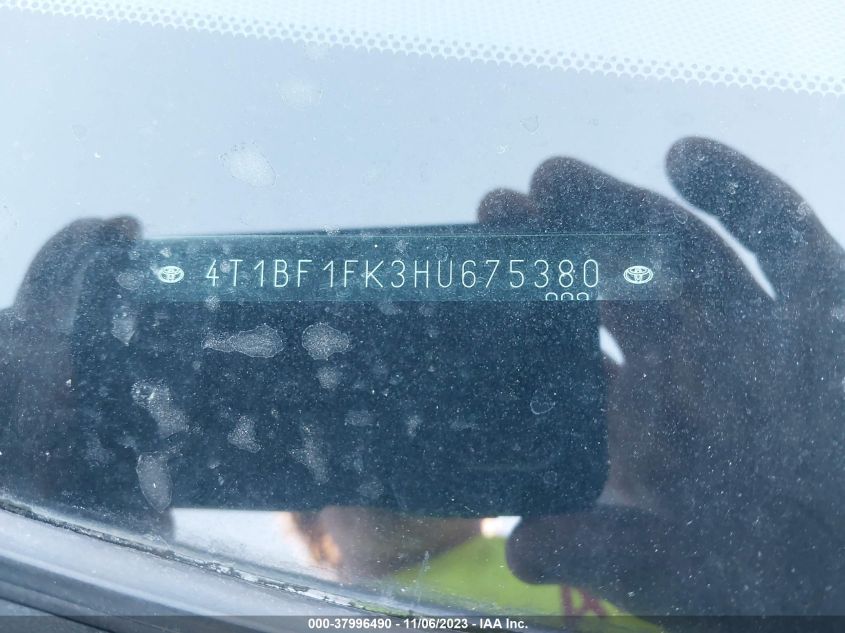 4T1BF1FK3HU675380
000-37996490 - 11/06/2023 - IAA Inc.